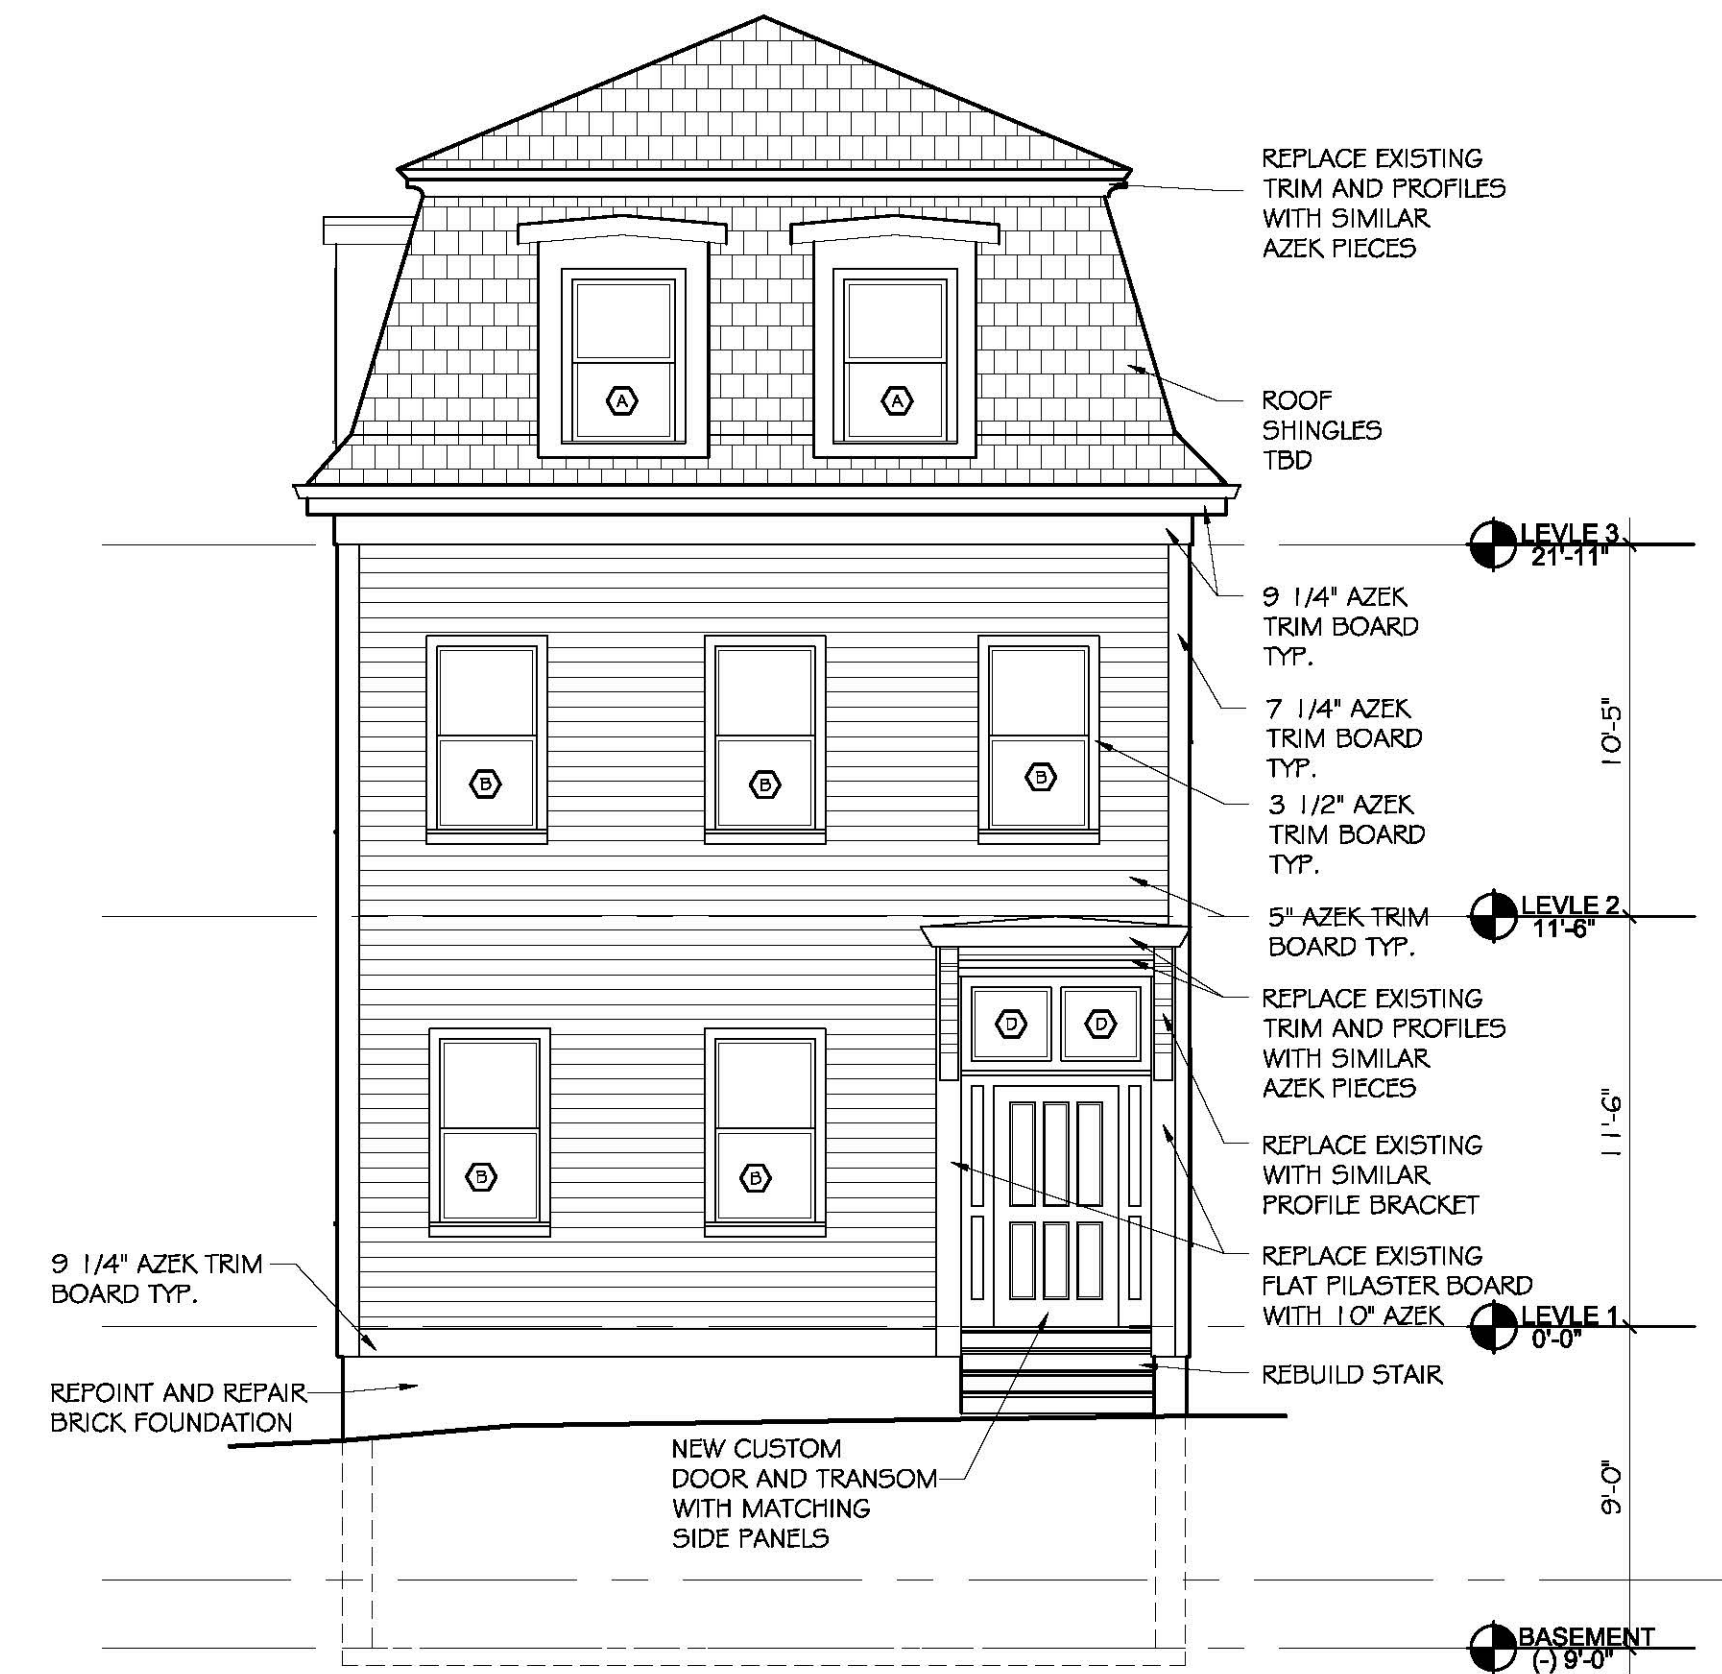 REPLACE EXISTING
TRIM AND PROFILES
WITH SIMILAR
AZEK PIECES
A
A
ROOF
SHINGLES
TBD
LEVLE 3
21'-11"
9 1/4" AZEK
TRIM BOARD
TYP.
7 1/4" AZEK
TRIM BOARD
TYP.
10'-5"
B
B
B
3 1/2" AZEK
TRIM BOARD
TYP.
5" AZEK TRIM
BOARD TYP.
LEVLE 2
11'-6"
REPLACE EXISTING
TRIM AND PROFILES
WITH SIMILAR
AZEK PIECES
D
D
11'-6"
REPLACE EXISTING
WITH SIMILAR
PROFILE BRACKET
B
B
REPLACE EXISTING
FLAT PILASTER BOARD
WITH 10" AZEK
9 1/4" AZEK TRIM
BOARD TYP.
LEVLE 1
0'-0"
REBUILD STAIR
REPOINT AND REPAIR
BRICK FOUNDATION
NEW CUSTOM
DOOR AND TRANSOM
WITH MATCHING
SIDE PANELS
9'-0"
BASEMENT
(-) 9'-0"